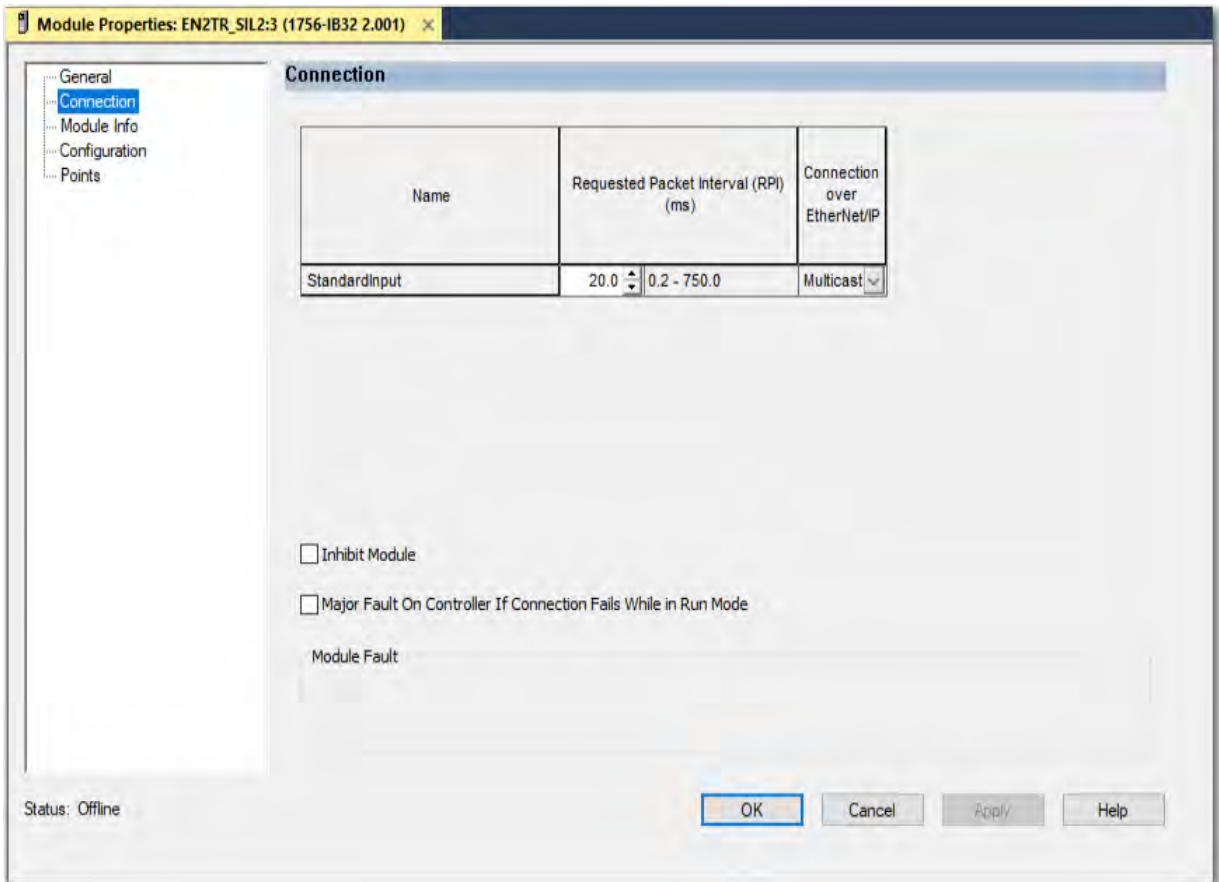 Module Properties: EN2TR_SIL2:3 (1756-IB32 2.001) ×
General
Connection
Module Info
Configuration
Points
Connection
Name
Requested Packet Interval (RPI)
(ms)
Connection
over
EtherNet/IP
StandardInput
20.0
0.2 - 750.0
Multicast
Inhibit Module
Major Fault On Controller If Connection Fails While in Run Mode
Module Fault
Status: Offline
OK
Cancel
Apply
Help